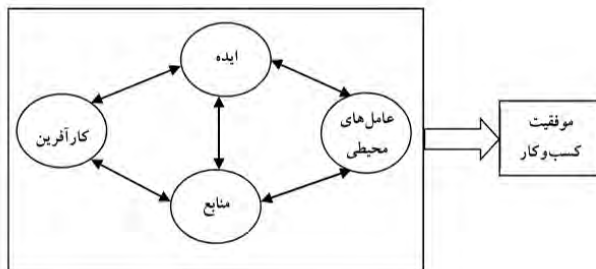 ایده
کارآفرین
عامل‌های
محیطی
منابع
موفقیت
کسب‌وکار